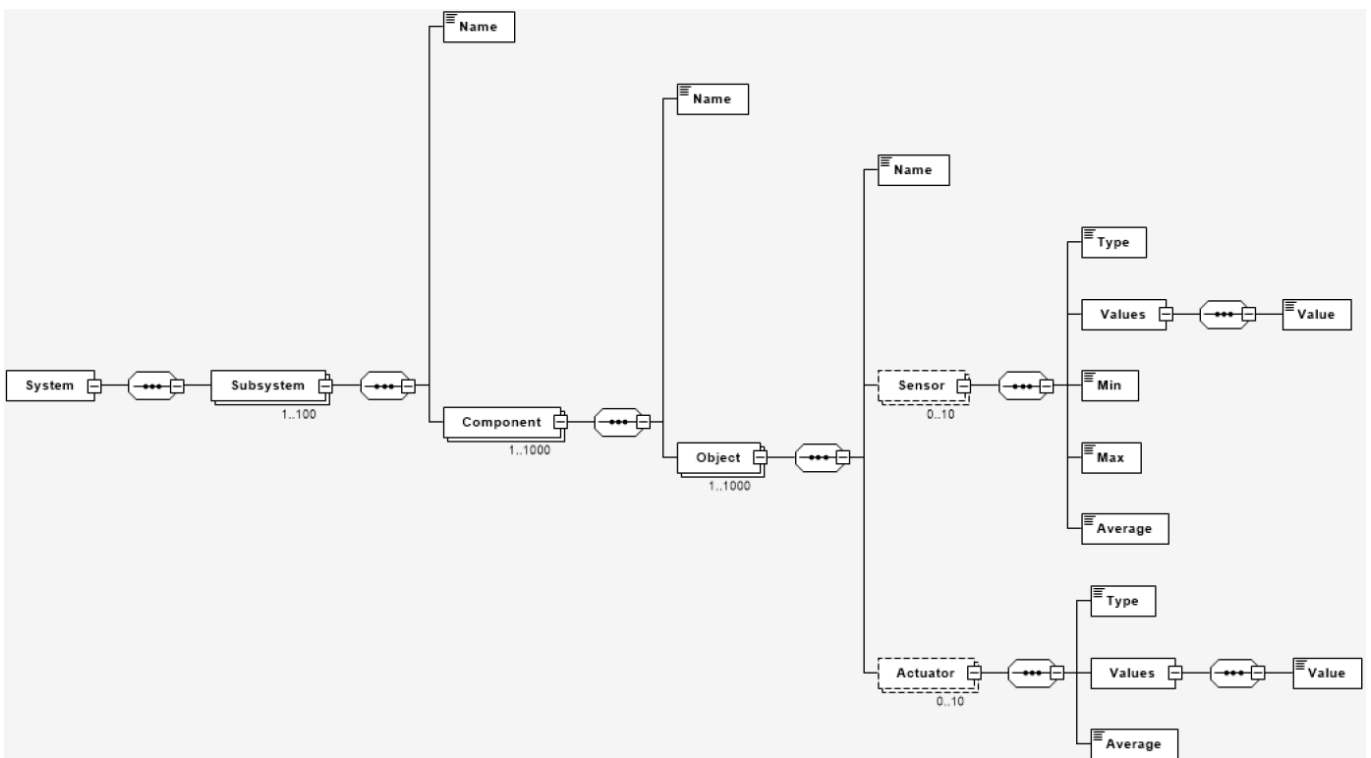 Name
Name
Name
Type
Values
Value
System
Subsystem
1..100
Sensor
0..10
Min
Component
1..1000
Object
1..1000
Max
Average
Type
Actuator
0..10
Values
Value
Average